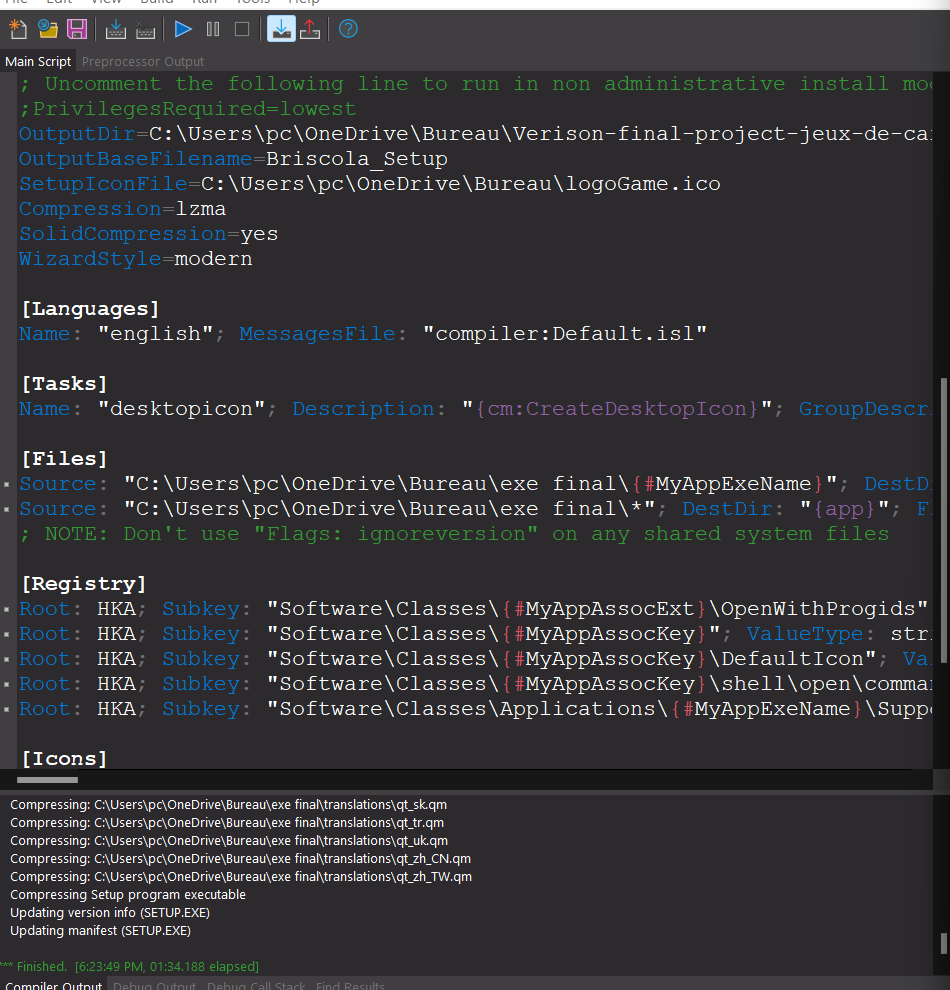 File Edit View Build Run Tools Help
Main Script Preprocessor Output
; Uncomment the following line to run in non administrative install
;PrivilegesRequired=lowest
OutputDir=C:\Users\pc\OneDrive\Bureau\Verison-final-project-jeux-de-
OutputBaseFilename=Briscola_Setup
SetupIconFile=C:\Users\pc\OneDrive\Bureau\logoGame.ico
Compression=lzma
SolidCompression=yes
WizardStyle=modern
[Languages]
Name: "english"; MessagesFile: "compiler:Default.isl"
[Tasks]
Name: "desktopicon"; Description: "{cm:CreateDesktopIcon}"; GroupDescr
[Files]
Source: "C:\Users\pc\OneDrive\Bureau\exe final\{#MyAppExeName}"; DestD
Source: "C:\Users\pc\OneDrive\Bureau\exe final\*"; DestDir: "{app}"; F
; NOTE: Don't use "Flags: ignoreversion" on any shared system files
[Registry]
Root: HKA; Subkey: "Software\Classes\{#MyAppAssocExt}\OpenWithProgids"
Root: HKA; Subkey: "Software\Classes\{#MyAppAssocKey}"; ValueType: str
Root: HKA; Subkey: "Software\Classes\{#MyAppAssocKey}\DefaultIcon"; Va
Root: HKA; Subkey: "Software\Classes\{#MyAppAssocKey}\shell\open\comma
Root: HKA; Subkey: "Software\Classes\Applications\{#MyAppExeName}\Supp
[Icons]
Compressing: C:\Users\pc\OneDrive\Bureau\exe final\translations\qt_sk.qm
Compressing: C:\Users\pc\OneDrive\Bureau\exe final\translations\qt_tr.qm
Compressing: C:\Users\pc\OneDrive\Bureau\exe final\translations\qt_uk.qm
Compressing: C:\Users\pc\OneDrive\Bureau\exe final\translations\qt_zh_CN.qm
Compressing: C:\Users\pc\OneDrive\Bureau\exe final\translations\qt_zh_TW.qm
Compressing Setup program executable
Updating version info (SETUP.EXE)
Updating manifest (SETUP.EXE)
*** Finished. [6:23:49 PM, 01:34.188 elapsed]
Compiler Output Debug Output Debug Call Stack Find Results